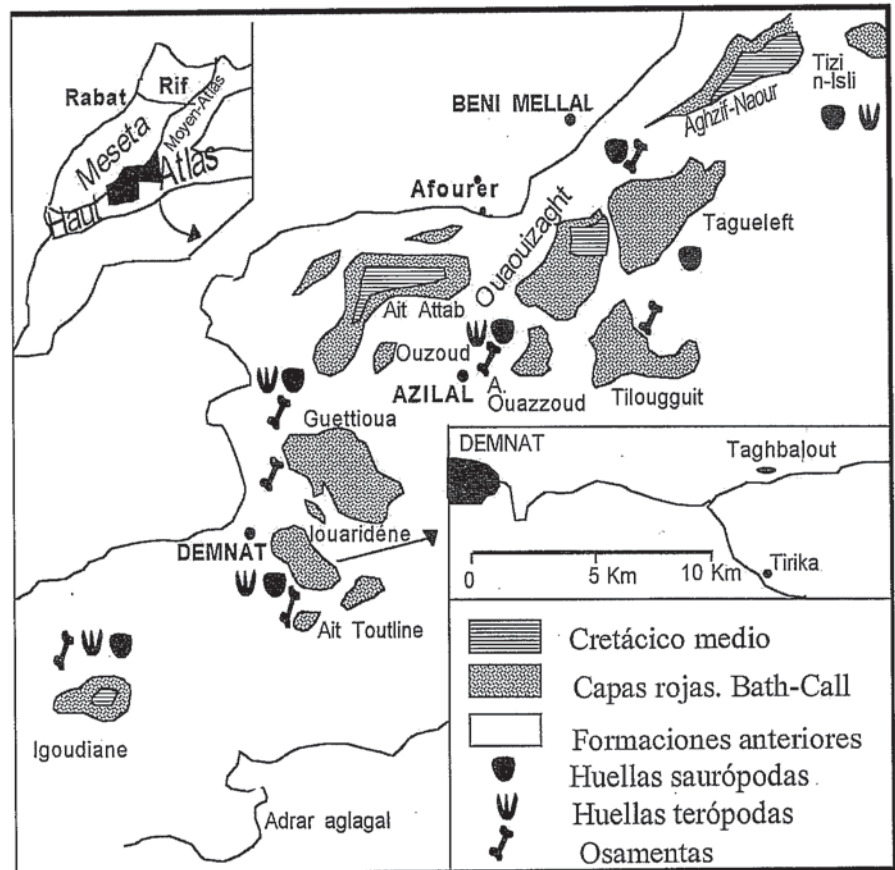 Rabat
Rif
Moyen-Atlas
Meseta
Atlas
Haut
BENI MELLAL
Tizi
n-Isli
Aghzif-Naour
Afourer
Ouaouizaght
Tagueleft
Ait Attab
Ouzoud
AZILAL
A.
Ouazzoud
Tilougguit
Guettioua
Iouaridéne
DEMNAT
Ait Toutline
Igoudiane
Adrar aglagal
DEMNAT
Taghbalout
0 5 Km 10 Km
Tirika
Cretácico medio
Capas rojas. Bath-Call
Formaciones anteriores
Huellas saurópodas
Huellas terópodas
Osamentas